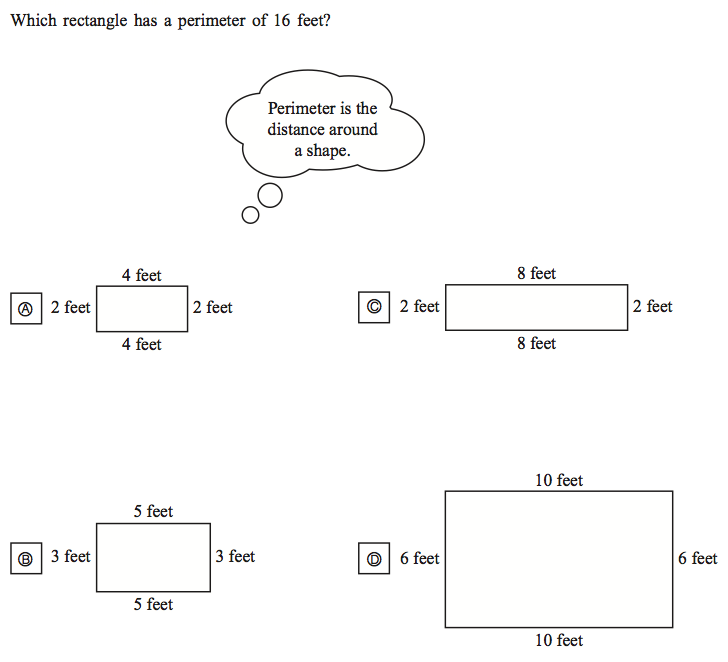 Which rectangle has a perimeter of 16 feet?
Perimeter is the
distance around
a shape.
4 feet
Ⓐ 2 feet 2 feet
4 feet
8 feet
Ⓒ 2 feet 2 feet
8 feet
5 feet
Ⓑ 3 feet 3 feet
5 feet
10 feet
Ⓓ 6 feet 6 feet
10 feet